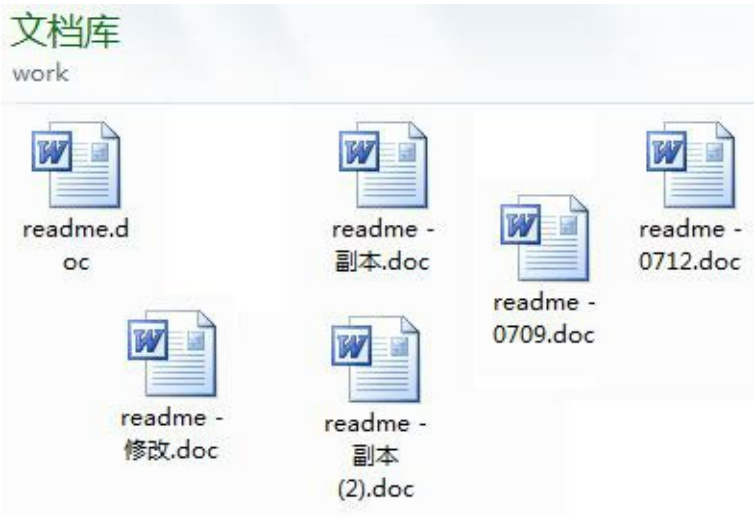 文档库
work
readme.d
oc
readme -
副本.doc
readme -
0709.doc
readme -
0712.doc
readme -
修改.doc
readme -
副本
(2).doc